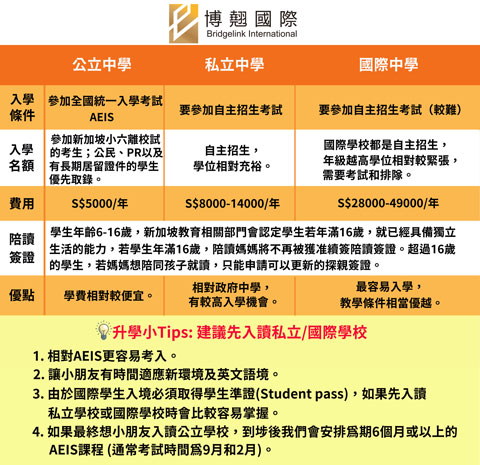 博翹國際
Bridgelink International
公立中學 私立中學 國際中學
入學
條件
參加全國統一入學考試
AEIS
要參加自主招生考試
要參加自主招生考試（較難）
入學
名額
參加新加坡小六離校試
的考生；公民、PR以及
有長期居留證件的學生
優先取錄。
自主招生，
學位相對充裕。
國際學校都是自主招生，
年級越高學位相對較緊張，
需要考試和排隊。
費用 S$5000/年 S$8000-14000/年 S$28000-49000/年
陪讀
簽證
學生年齡6-16歲，新加坡教育相關部門會認定學生若年滿16歲，就已經具備獨立
生活的能力，若學生年滿16歲，陪讀媽媽將不再被獲准續簽陪讀簽證。超過16歲
的學生，若媽媽想陪同孩子就讀，只能申請可以更新的探親簽證。
優點
學費相對較便宜。
相對政府中學，
有較高入學機會。
最容易入學，
教學條件相當優越。
升學小Tips: 建議先入讀私立/國際學校
1. 相對AEIS更容易考入。
2. 讓小朋友有時間適應新環境及英文語境。
3. 由於國際學生入境必須取得學生準證(Student pass)，如果先入讀
私立學校或國際學校時會比較容易掌握。
4. 如果最終想小朋友入讀公立學校，到埗後我們會安排爲期6個月或以上的
AEIS課程 (通常考試時間爲9月和2月)。